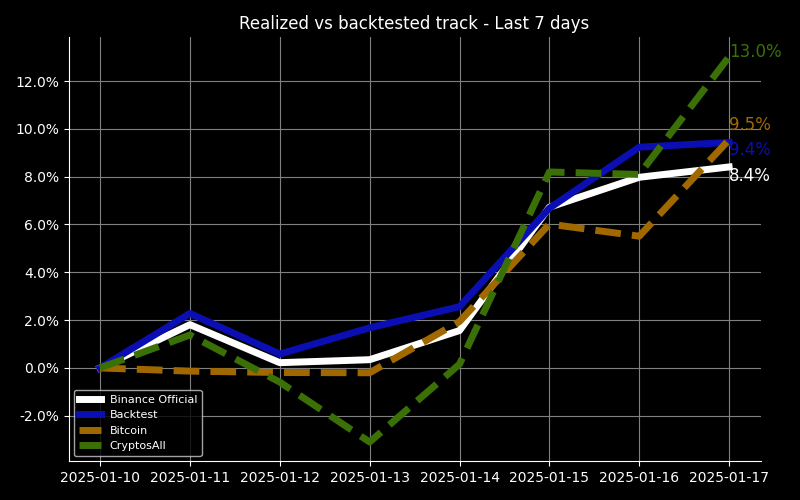 Realized vs backtested track - Last 7 days
13.0%
12.0%
9.5%
10.0%
9.4%
8.4%
8.0%
6.0%
4.0%
2.0%
0.0%
-2.0%
Binance Official
Backtest
Bitcoin
CryptosAll
2025-01-10 2025-01-11 2025-01-12 2025-01-13 2025-01-14 2025-01-15 2025-01-16 2025-01-17